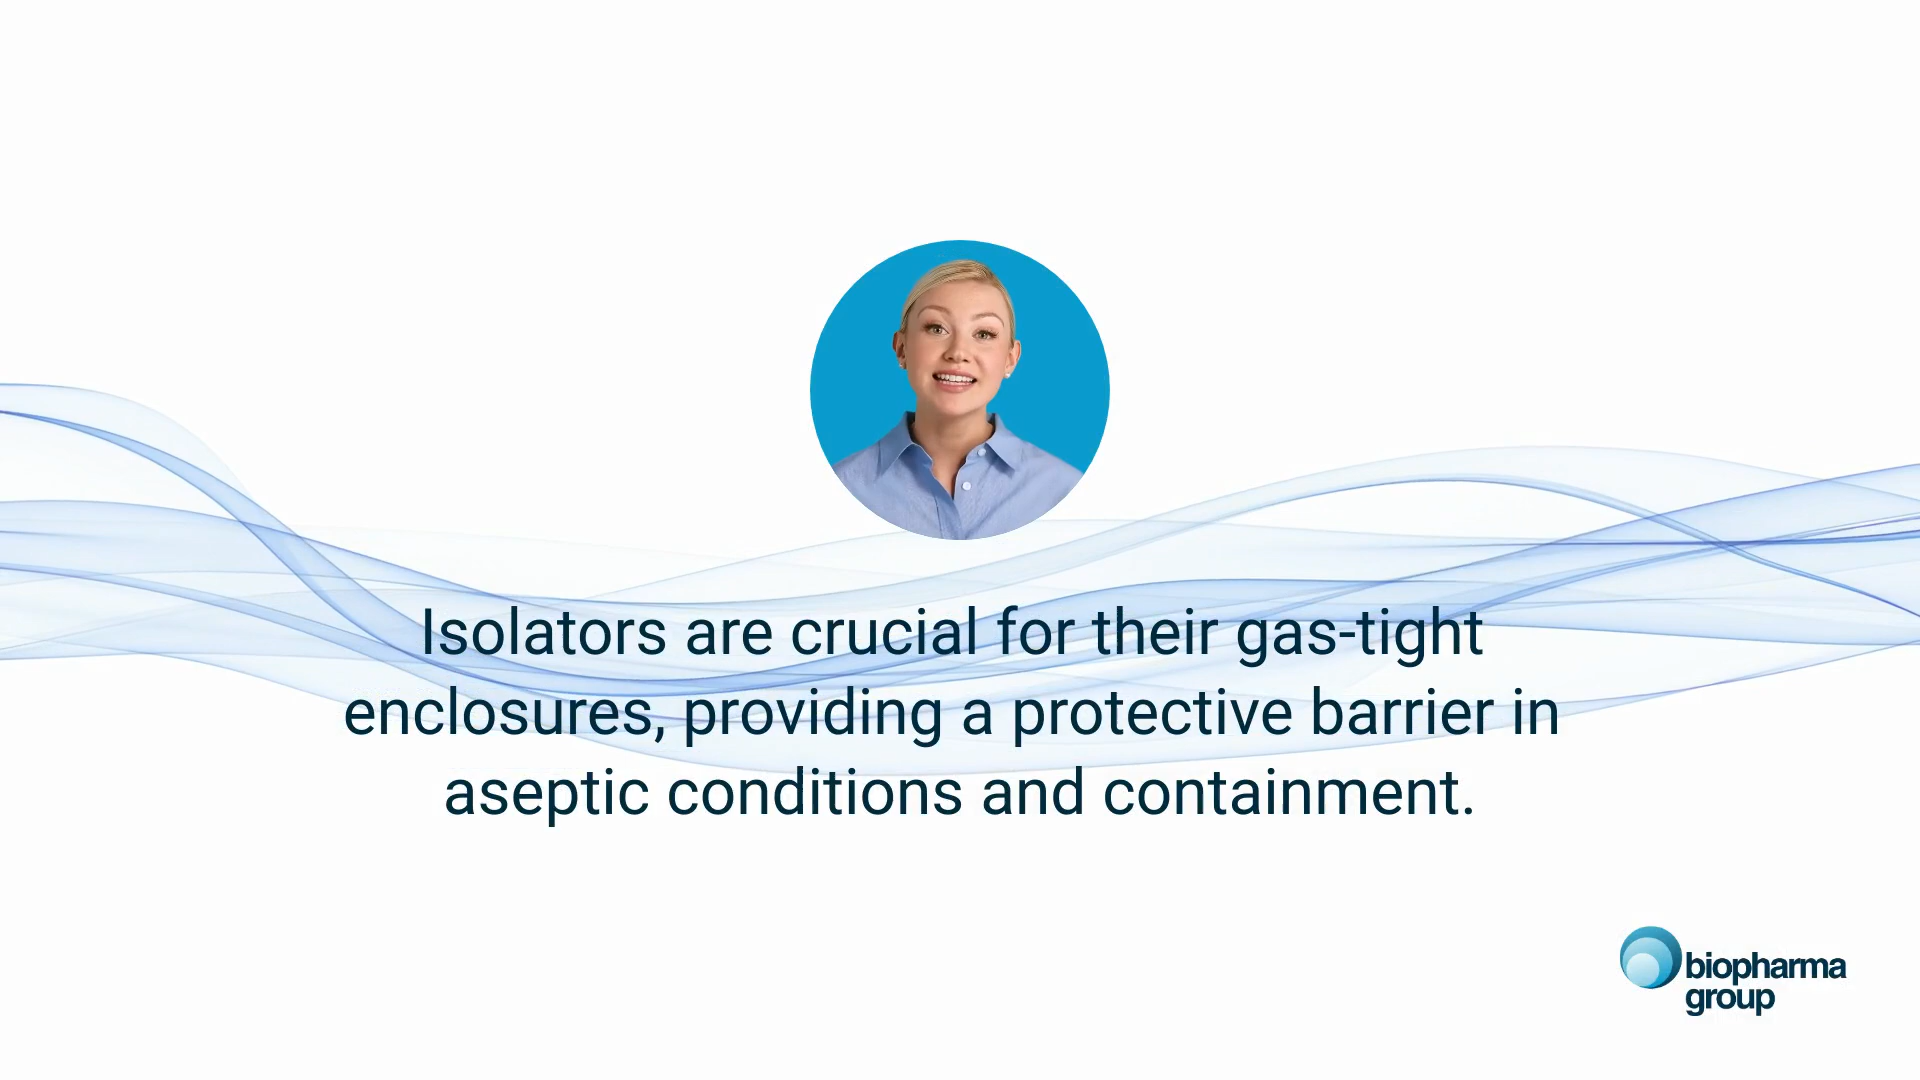 Isolators are crucial for their gas-tight
enclosures, providing a protective barrier in
aseptic conditions and containment.
biopharma
group